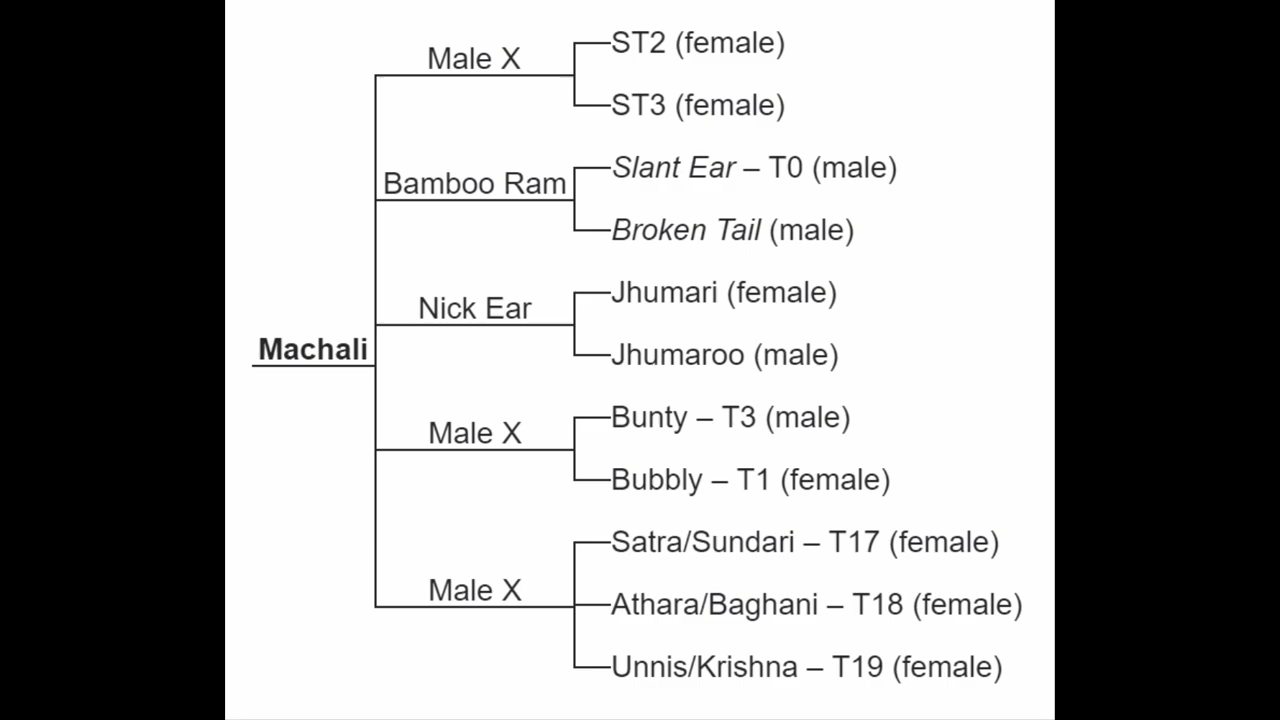 Male X
ST2 (female)
ST3 (female)
Bamboo Ram
Slant Ear – T0 (male)
Broken Tail (male)
Nick Ear
Jhumari (female)
Jhumaroo (male)
Machali
Male X
Bunty – T3 (male)
Bubbly – T1 (female)
Male X
Satra/Sundari – T17 (female)
Athara/Baghani – T18 (female)
Unnis/Krishna – T19 (female)